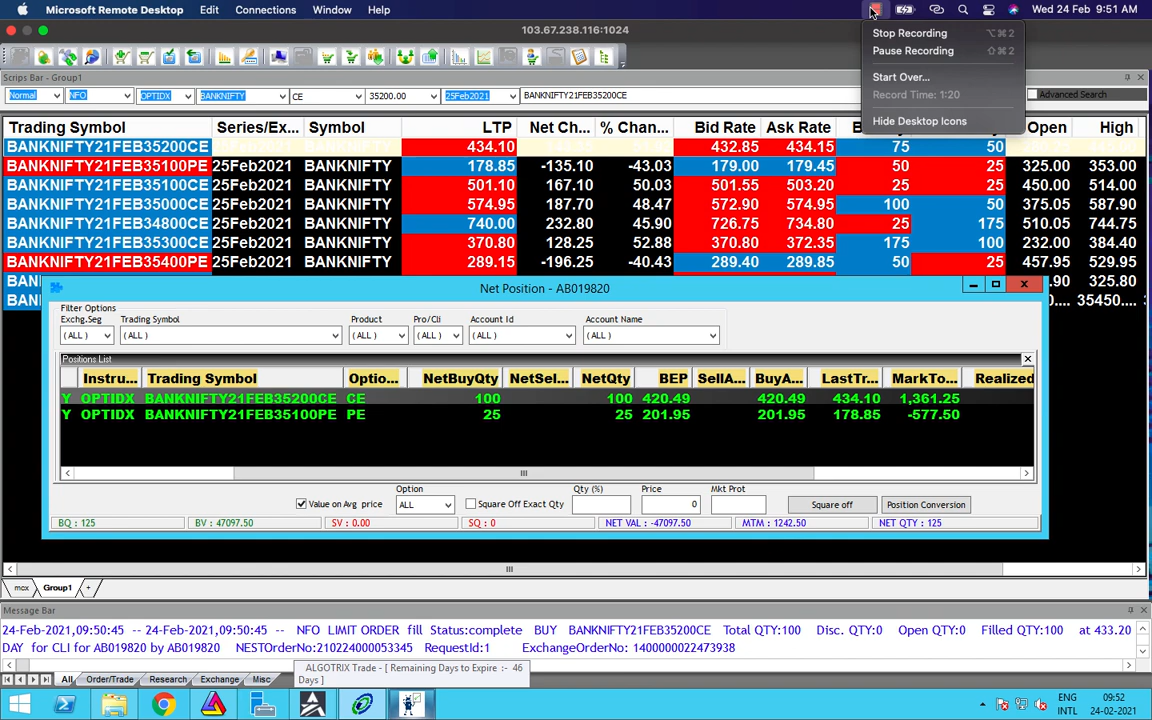 Microsoft Remote Desktop Edit Connections Window Help Wed 24 Feb 9:51 AM
103.67.238.116:1024
Stop Recording ⌥⌘2
Pause Recording ⇧⌘2
Start Over...
Record Time: 1:20
Hide Desktop Icons
Scrips Bar - Group1
Normal NFO OPTIDX BANKNIFTY CE 35200.00 25Feb2021 BANKNIFTY21FEB35200CE Advanced Search
Trading Symbol Series/Ex... Symbol LTP Net Ch... % Chan... Bid Rate Ask Rate Open High
BANKNIFTY21FEB35200CE 434.10 432.85 434.15 75 50
BANKNIFTY21FEB35100PE 25Feb2021 BANKNIFTY 178.85 -135.10 -43.03 179.00 179.45 50 25 325.00 353.00
BANKNIFTY21FEB35100CE 25Feb2021 BANKNIFTY 501.10 167.10 50.03 501.55 503.20 25 25 450.00 514.00
BANKNIFTY21FEB35000CE 25Feb2021 BANKNIFTY 574.95 187.70 48.47 572.90 574.95 100 50 375.05 587.90
BANKNIFTY21FEB34800CE 25Feb2021 BANKNIFTY 740.00 232.80 45.90 726.75 734.80 25 175 510.05 744.75
BANKNIFTY21FEB35300CE 25Feb2021 BANKNIFTY 370.80 128.25 52.88 370.80 372.35 175 100 232.00 384.40
BANKNIFTY21FEB35400PE 25Feb2021 BANKNIFTY 289.15 -196.25 -40.43 289.40 289.85 50 25 457.95 529.95
BAN 325.80
BAN 35450....
Net Position - AB019820
Filter Options
Exchg.Seg Trading Symbol Product Pro/Cli Account Id Account Name
( ALL ) ( ALL ) ( ALL ) ( ALL ) ( ALL ) ( ALL )
Positions List
Instru... Trading Symbol Optio... NetBuyQty NetSel... NetQty BEP SellA... BuyA... LastTr... MarkTo... Realized
Y OPTIDX BANKNIFTY21FEB35200CE CE 100 100 420.49 420.49 434.10 1,361.25
Y OPTIDX BANKNIFTY21FEB35100PE PE 25 25 201.95 201.95 178.85 -577.50
Option Qty (%) Price Mkt Prot
Value on Avg price ALL Square Off Exact Qty 0 Square off Position Conversion
BQ : 125 BV : 47097.50 SV : 0.00 SQ : 0 NET VAL : -47097.50 MTM : 1242.50 NET QTY : 125
mcx Group1 +
Message Bar
24-Feb-2021,09:50:45 -- 24-Feb-2021,09:50:45 -- NFO LIMIT ORDER fill Status:complete BUY BANKNIFTY21FEB35200CE Total QTY:100 Disc. QTY:0 Open QTY:0 Filled QTY:100 at 433.20
DAY for CLI for AB019820 by AB019820 NESTOrderNo:210224000053345 RequestId:1 ExchangeOrderNo: 1400000022473938
ALGOTRIX Trade - [ Remaining Days to Expire :- 46
Days ]
All Order/Trade Research Exchange Misc
ENG 09:52
INTL 24-02-2021